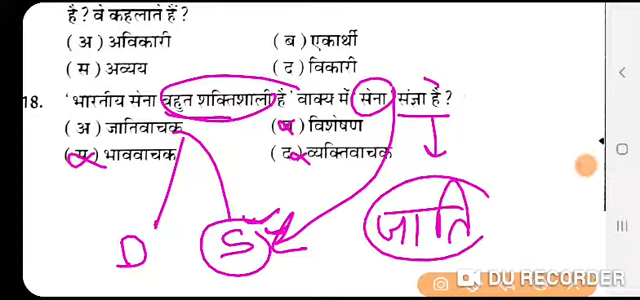 है? वे कहलाते हैं?
(अ) अविकारी (ब) एकार्थी
(स) अव्यय (द) विकारी
18. 'भारतीय सेना बहुत शक्तिशाली है' वाक्य में 'सेना' संज्ञा है?
(अ) जातिवाचक (ब) विशेषण
(स) भाववाचक (द) व्यक्तिवाचक
D S जाति
DU RECORDER